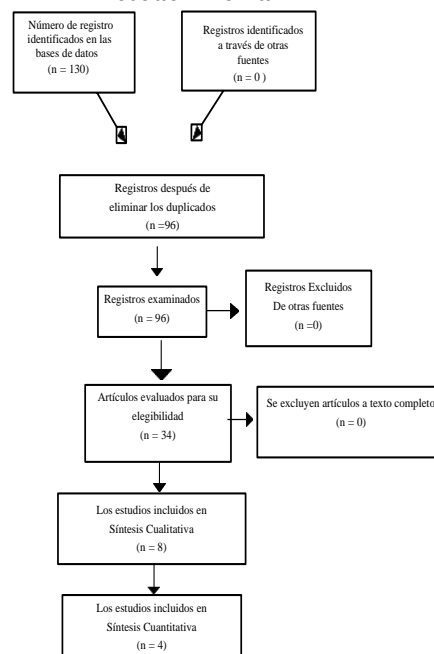 Número de registro
identificados en las
bases de datos
(n = 130)
Registros identificados
a través de otras
fuentes
(n = 0 )
Registros después de
eliminar los duplicados
(n =96)
Registros examinados
(n = 96)
Registros Excluidos
De otras fuentes
(n =0)
Artículos evaluados para su
elegibilidad
(n = 34)
Se excluyen artículos a texto completo
(n = 0)
Los estudios incluidos en
Síntesis Cualitativa
(n = 8)
Los estudios incluidos en
Síntesis Cuantitativa
(n = 4)